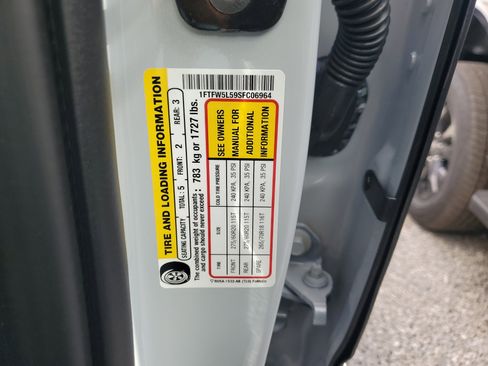 TIRE AND LOADING INFORMATION
SEATING CAPACITY TOTAL: 5 FRONT: 2 REAR: 3
The combined weight of occupants
and cargo should never exceed : 783 kg or 1727 lbs.
TIRE SIZE COLD TIRE PRESSURE
FRONT 275/60R20 115T 240 KPA, 35 PSI
REAR 275/60R20 115T 240 KPA, 35 PSI
SPARE 265/70R18 116T 240 KPA, 35 PSI
SEE OWNERS
MANUAL FOR
ADDITIONAL
INFORMATION
1FTFW5L59SFC06964